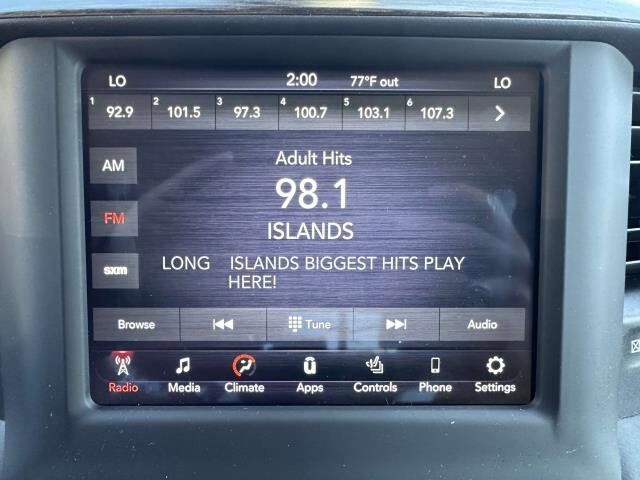 LO 2:00 77°F out LO
1 92.9 2 101.5 3 97.3 4 100.7 5 103.1 6 107.3
AM
Adult Hits
98.1
FM
ISLANDS
sxm
LONG ISLANDS BIGGEST HITS PLAY
HERE!
Browse Tune Audio
Radio Media Climate Apps Controls Phone Settings